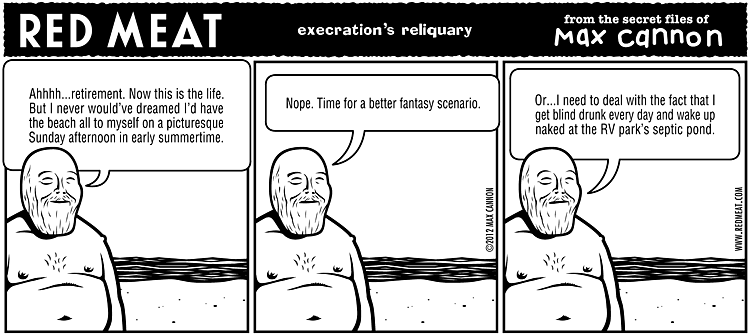 RED MEAT
execration's reliquary
from the secret files of
Max Cannon
Ahhhh...retirement. Now this is the life.
But I never would've dreamed I'd have
the beach all to myself on a picturesque
Sunday afternoon in early summertime.
Nope. Time for a better fantasy scenario.
©2012 MAX CANNON
Or...I need to deal with the fact that I
get blind drunk every day and wake up
naked at the RV park's septic pond.
WWW.REDMEAT.COM